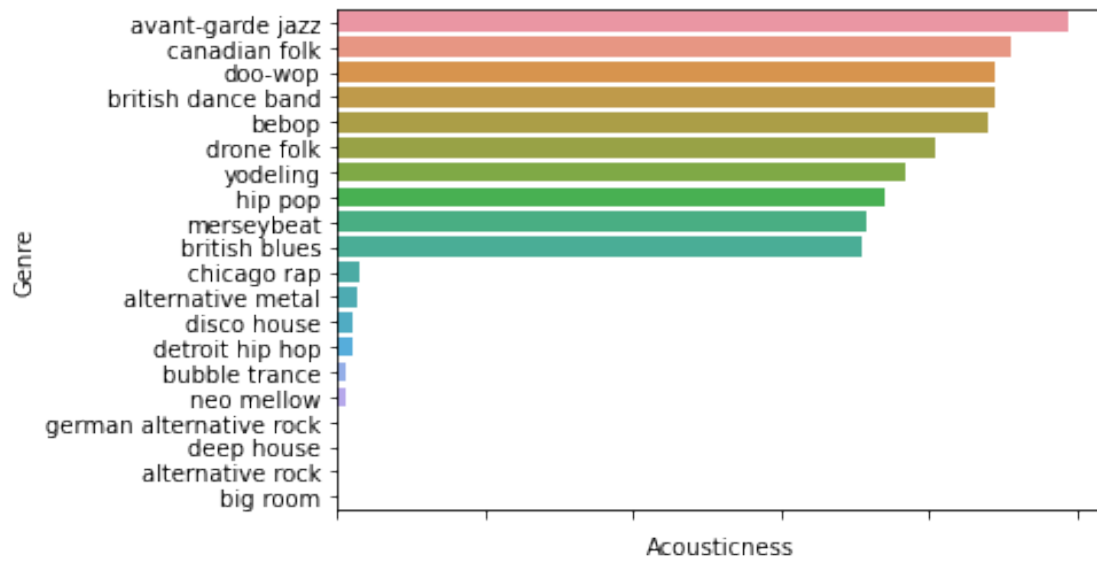 avant-garde jazz
canadian folk
doo-wop
british dance band
bebop
drone folk
yodeling
hip pop
merseybeat
british blues
chicago rap
alternative metal
disco house
detroit hip hop
bubble trance
neo mellow
german alternative rock
deep house
alternative rock
big room
Genre
Acousticness